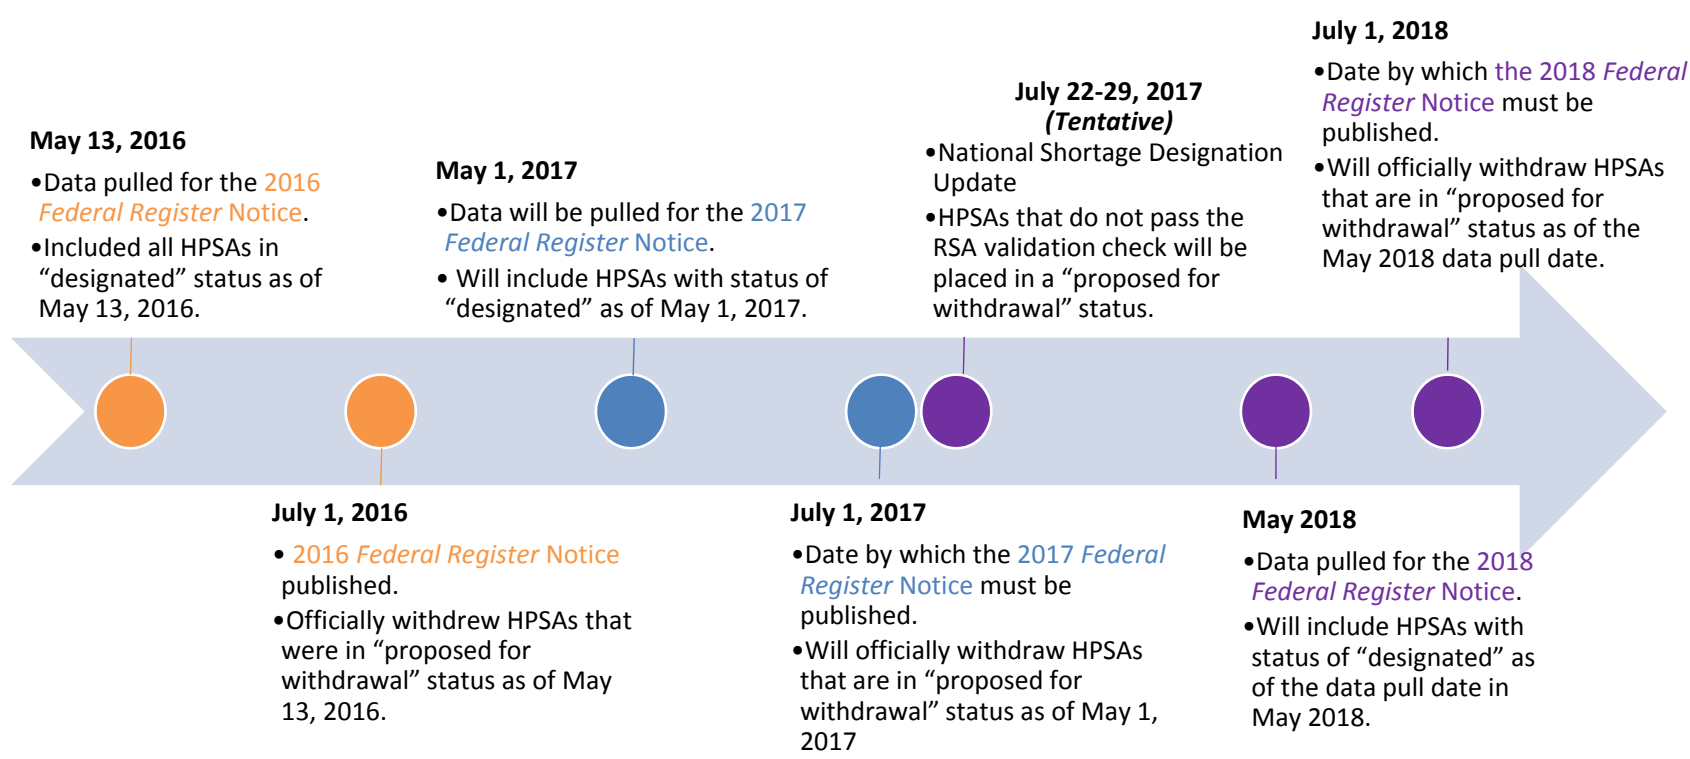 May 13, 2016
•Data pulled for the 2016
Federal Register Notice.
•Included all HPSAs in
“designated” status as of
May 13, 2016.
May 1, 2017
•Data will be pulled for the 2017
Federal Register Notice.
• Will include HPSAs with status of
“designated” as of May 1, 2017.
July 22-29, 2017
(Tentative)
•National Shortage Designation
Update
•HPSAs that do not pass the
RSA validation check will be
placed in a “proposed for
withdrawal” status.
July 1, 2018
•Date by which the 2018 Federal
Register Notice must be
published.
•Will officially withdraw HPSAs
that are in “proposed for
withdrawal” status as of the
May 2018 data pull date.
July 1, 2016
• 2016 Federal Register Notice
published.
•Officially withdrew HPSAs that
were in “proposed for
withdrawal” status as of May
13, 2016.
July 1, 2017
•Date by which the 2017 Federal
Register Notice must be
published.
•Will officially withdraw HPSAs
that are in “proposed for
withdrawal” status as of May 1,
2017
May 2018
•Data pulled for the 2018
Federal Register Notice.
•Will include HPSAs with
status of “designated” as
of the data pull date in
May 2018.